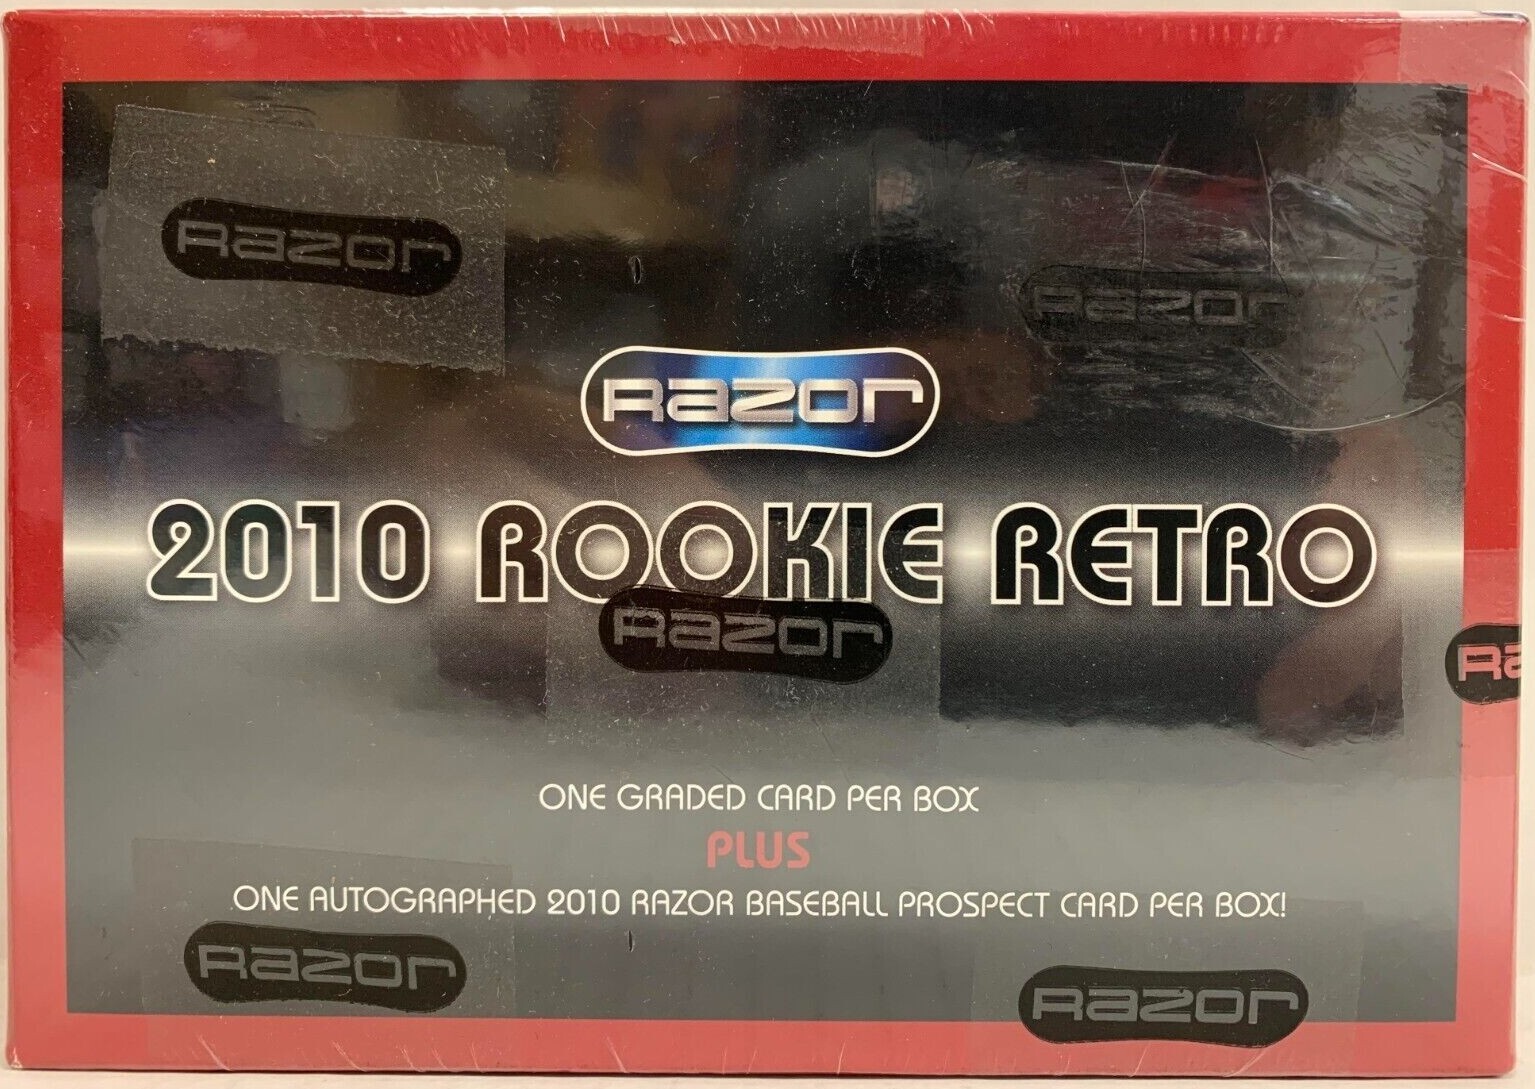 Razor
Razor
Razor
2010 ROOKIE RETRO
Razor
Ra
ONE GRADED CARD PER BOX
PLUS
ONE AUTOGRAPHED 2010 RAZOR BASEBALL PROSPECT CARD PER BOX!
Razor
Razor